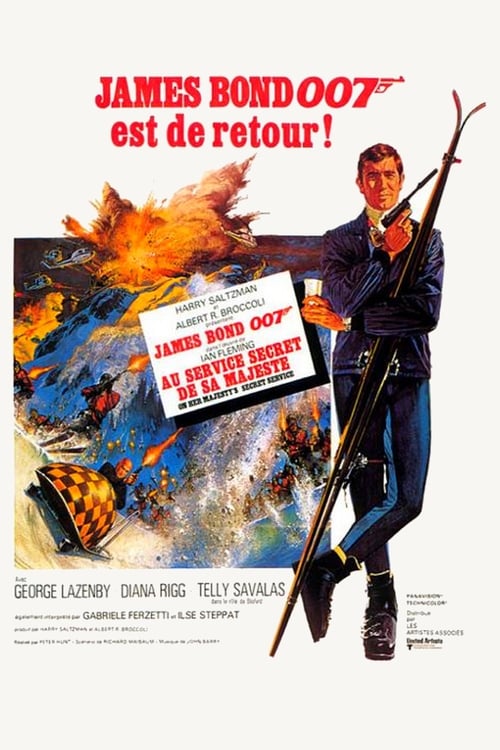 JAMES BOND 007
est de retour!
HARRY SALTZMAN
et
ALBERT R. BROCCOLI
présentent
JAMES BOND 007
dans l'œuvre de
IAN FLEMING
AU SERVICE SECRET
DE SA MAJESTE
ON HER MAJESTY'S SECRET SERVICE
Avec
GEORGE LAZENBY DIANA RIGG TELLY SAVALAS
dans le rôle de Blofeld
également interprété par GABRIELE FERZETTI et ILSE STEPPAT
produit par HARRY SALTZMAN et ALBERT R. BROCCOLI
Réalisé par PETER HUNT - Scénario de RICHARD MAIBAUM - Musique de JOHN BARRY
PANAVISION
TECHNICOLOR
Distribué
par
LES
ARTISTES ASSOCIÉS
United Artists